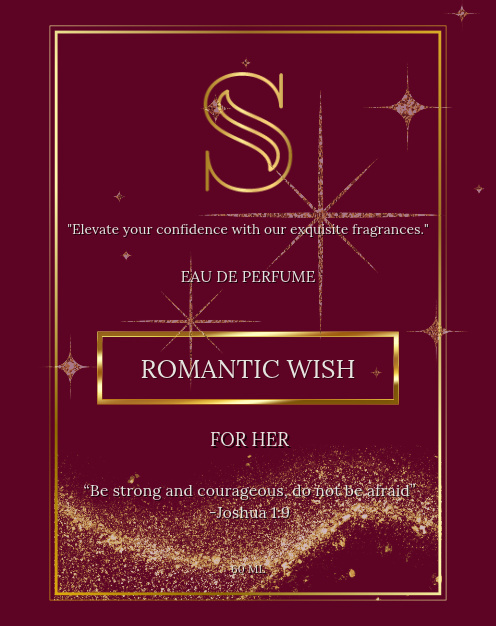 S
"Elevate your confidence with our exquisite fragrances."
EAU DE PERFUME
ROMANTIC WISH
FOR HER
“Be strong and courageous, do not be afraid”
-Joshua 1:9
50 ML